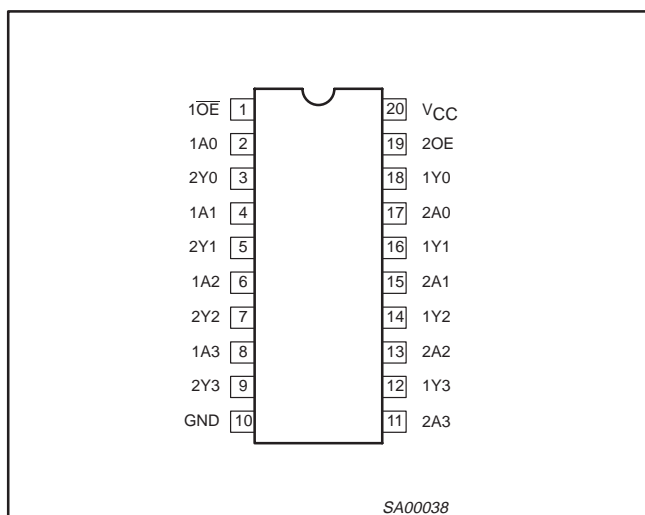 1O̅E̅ 1 20 VCC
1A0 2 19 2OE
2Y0 3 18 1Y0
1A1 4 17 2A0
2Y1 5 16 1Y1
1A2 6 15 2A1
2Y2 7 14 1Y2
1A3 8 13 2A2
2Y3 9 12 1Y3
GND 10 11 2A3
SA00038